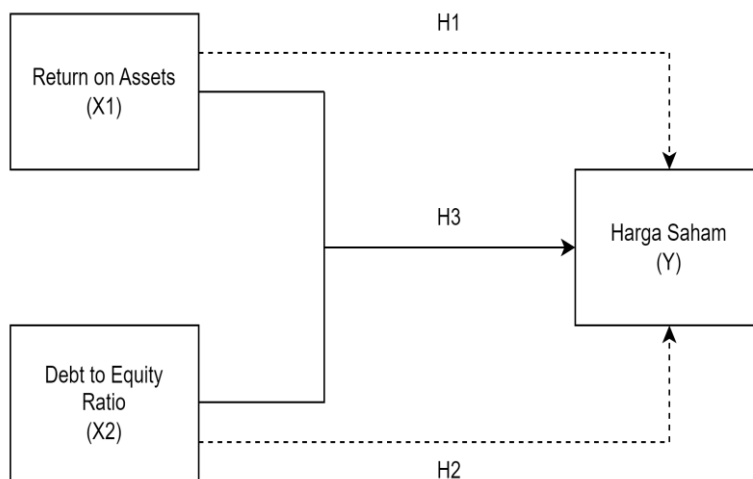 H1
Return on Assets
(X1)
H3
Harga Saham
(Y)
Debt to Equity
Ratio
(X2)
H2